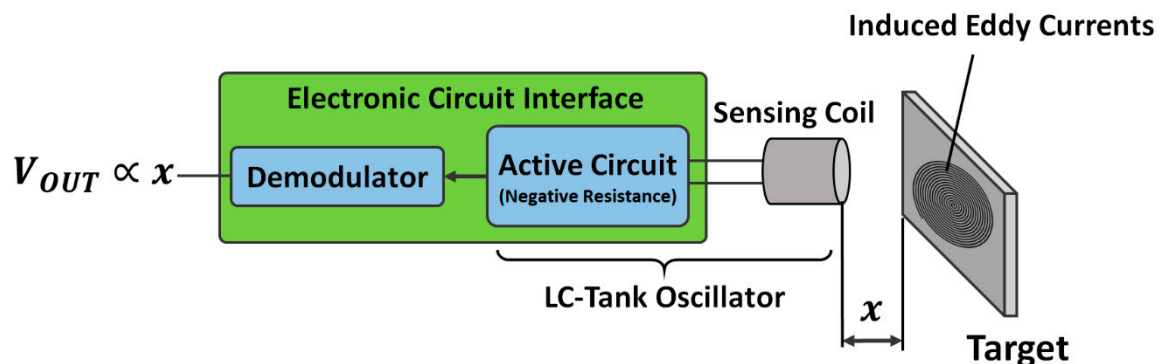 Induced Eddy Currents
Electronic Circuit Interface
Sensing Coil
V_OUT ∝ x
Demodulator
Active Circuit
(Negative Resistance)
LC-Tank Oscillator
x
Target